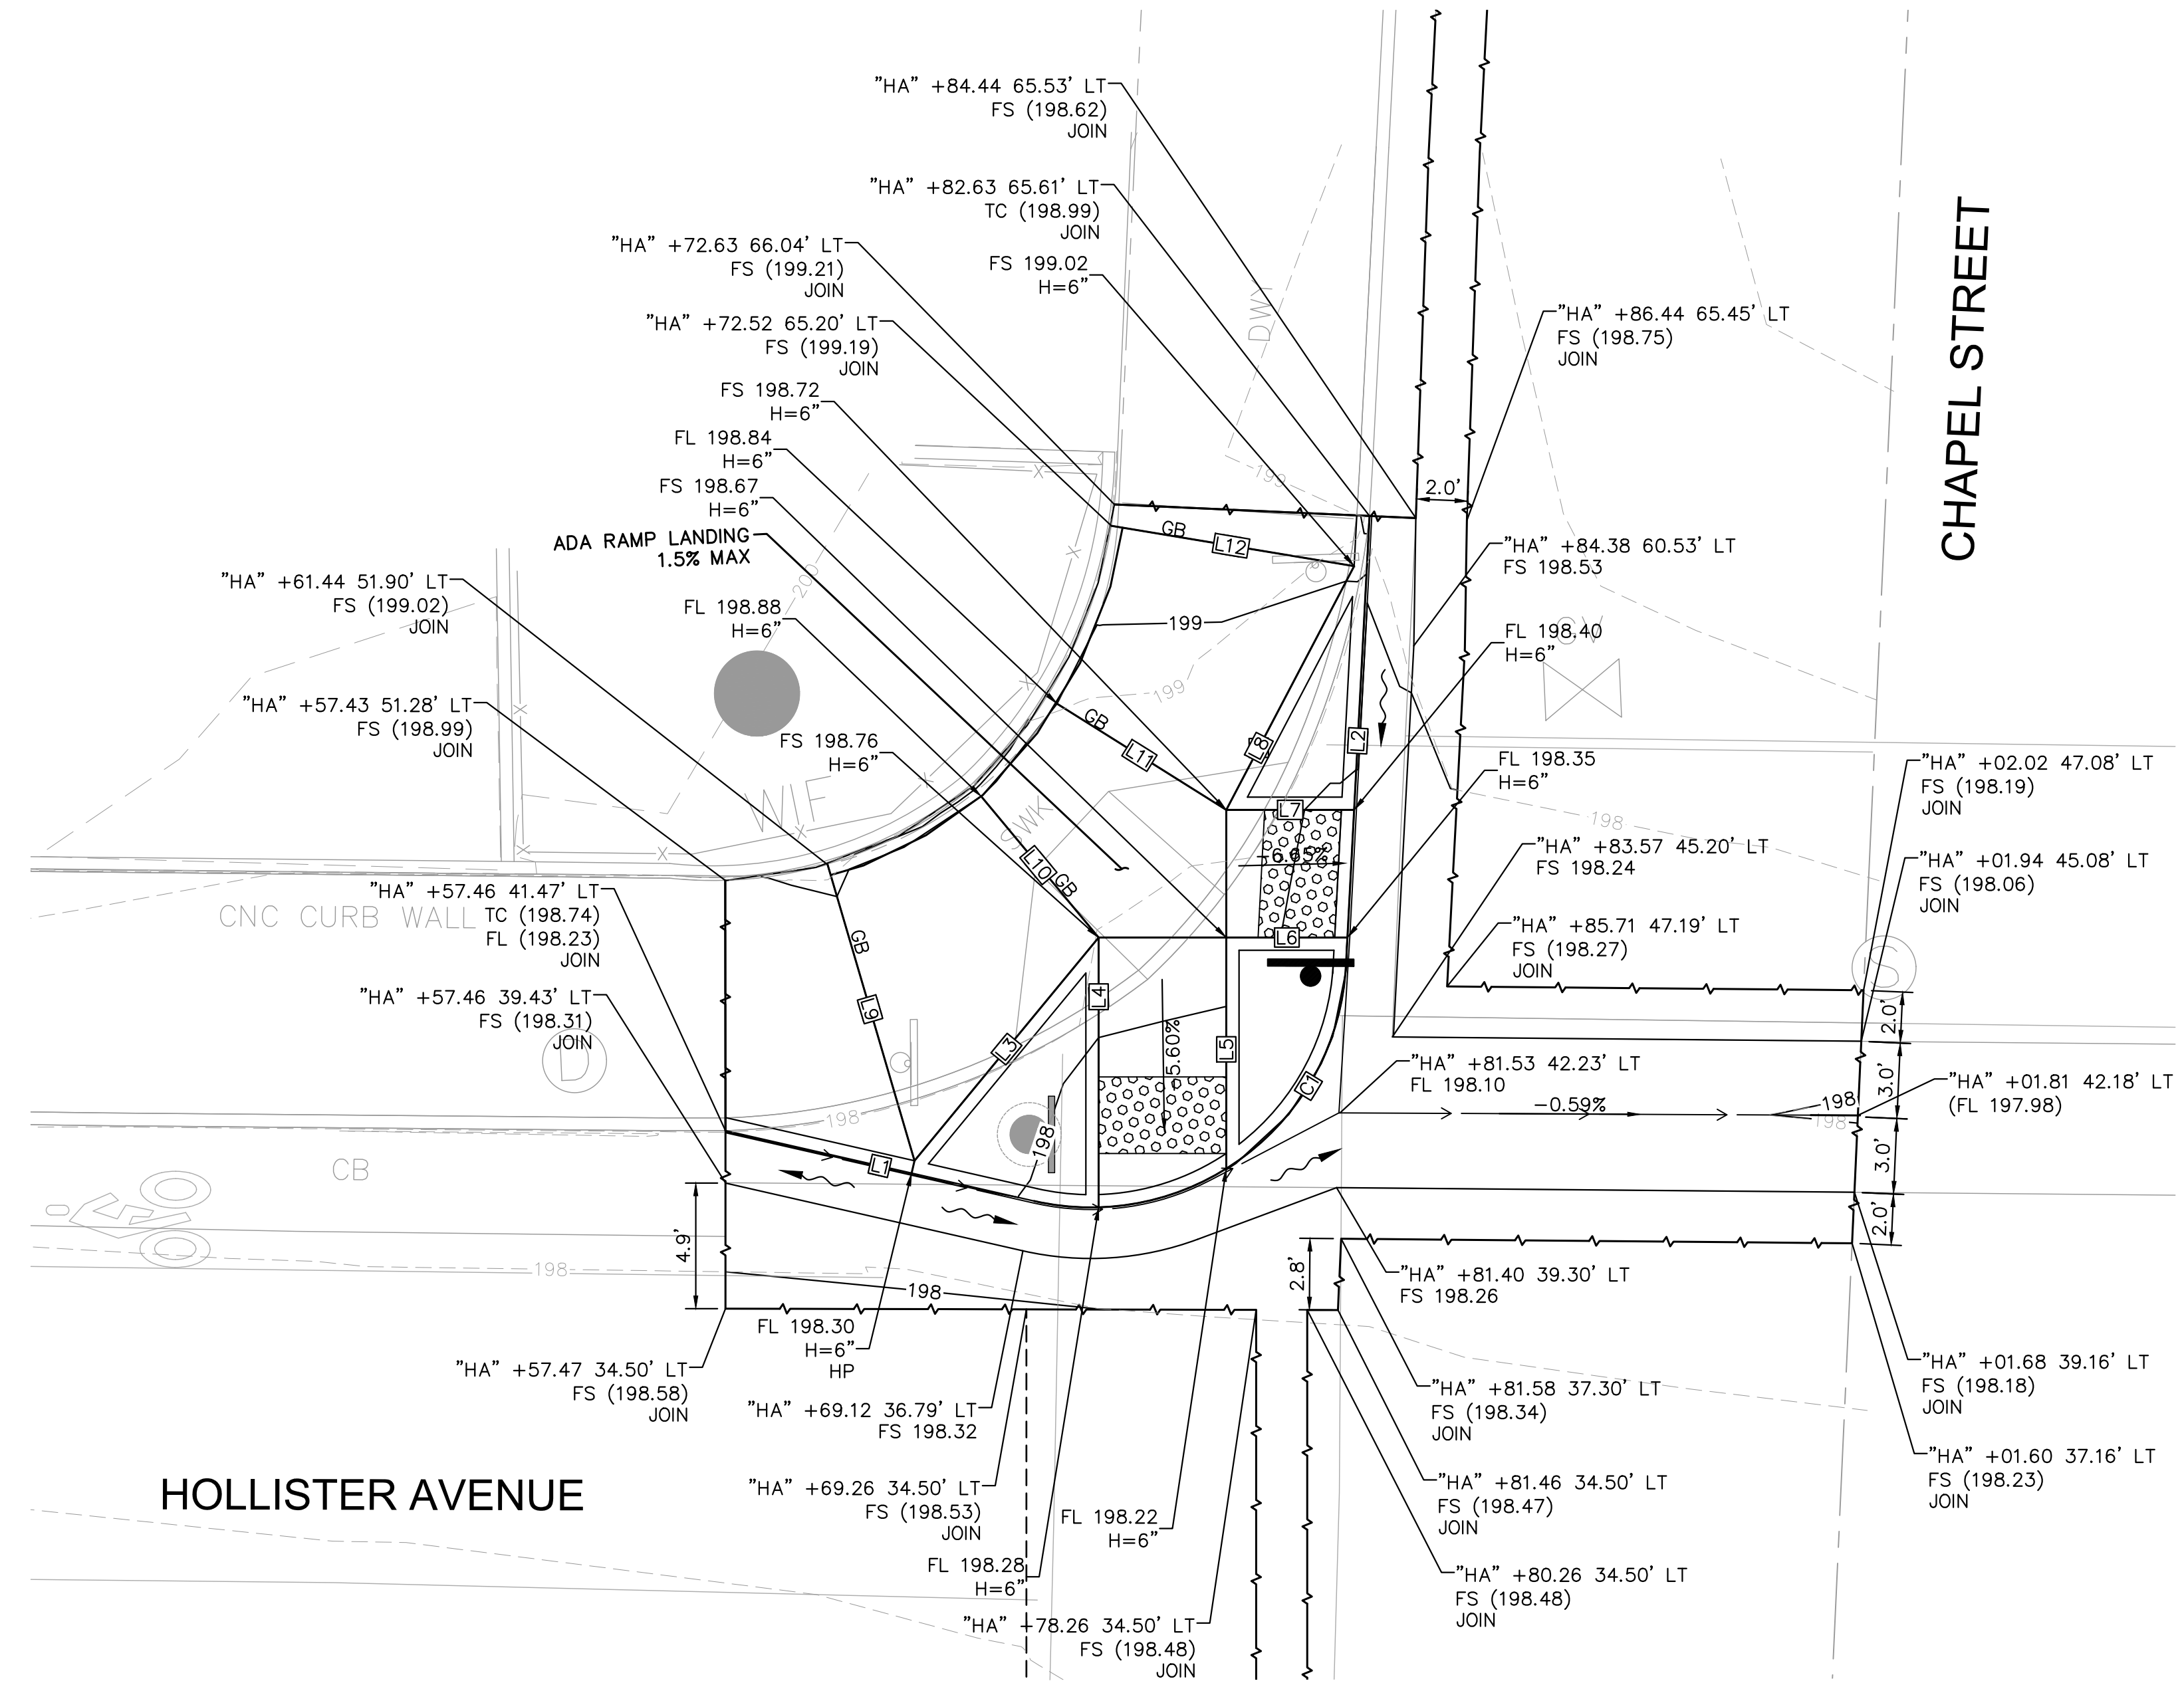 "HA" +84.44 65.53' LT
FS (198.62)
JOIN
"HA" +82.63 65.61' LT
TC (198.99)
JOIN
"HA" +72.63 66.04' LT
FS (199.21)
JOIN
FS 199.02
H=6"
"HA" +72.52 65.20' LT
FS (199.19)
JOIN
FS 198.72
H=6"
FL 198.84
H=6"
FS 198.67
H=6"
ADA RAMP LANDING
1.5% MAX
"HA" +61.44 51.90' LT
FS (199.02)
JOIN
FL 198.88
H=6"
"HA" +57.43 51.28' LT
FS (198.99)
JOIN
FS 198.76
H=6"
"HA" +57.46 41.47' LT
TC (198.74)
FL (198.23)
JOIN
"HA" +57.46 39.43' LT
FS (198.31)
JOIN
CNC CURB WALL
WIF
SWK
DWY
200
199
199
199
GB
L12
GB
L11
L10
GB
GB
L9
L8
L2
L7
L6
L5
L4
L3
L1
C1
-6.65%
-5.60%
-0.59%
2.0'
"HA" +86.44 65.45' LT
FS (198.75)
JOIN
CHAPEL STREET
"HA" +84.38 60.53' LT
FS 198.53
GV
FL 198.40
H=6"
FL 198.35
H=6"
198
"HA" +83.57 45.20' LT
FS 198.24
"HA" +85.71 47.19' LT
FS (198.27)
JOIN
"HA" +02.02 47.08' LT
FS (198.19)
JOIN
"HA" +01.94 45.08' LT
FS (198.06)
JOIN
S
2.0'
3.0'
3.0'
2.0'
"HA" +81.53 42.23' LT
FL 198.10
198
198
"HA" +01.81 42.18' LT
(FL 197.98)
D
198
198
CB
4.9'
198
198
2.8'
"HA" +81.40 39.30' LT
FS 198.26
FL 198.30
H=6"
HP
"HA" +57.47 34.50' LT
FS (198.58)
JOIN
"HA" +69.12 36.79' LT
FS 198.32
"HA" +81.58 37.30' LT
FS (198.34)
JOIN
"HA" +01.68 39.16' LT
FS (198.18)
JOIN
"HA" +01.60 37.16' LT
FS (198.23)
JOIN
HOLLISTER AVENUE
"HA" +69.26 34.50' LT
FS (198.53)
JOIN
FL 198.22
H=6"
"HA" +81.46 34.50' LT
FS (198.47)
JOIN
FL 198.28
H=6"
"HA" +80.26 34.50' LT
FS (198.48)
JOIN
"HA" +78.26 34.50' LT
FS (198.48)
JOIN